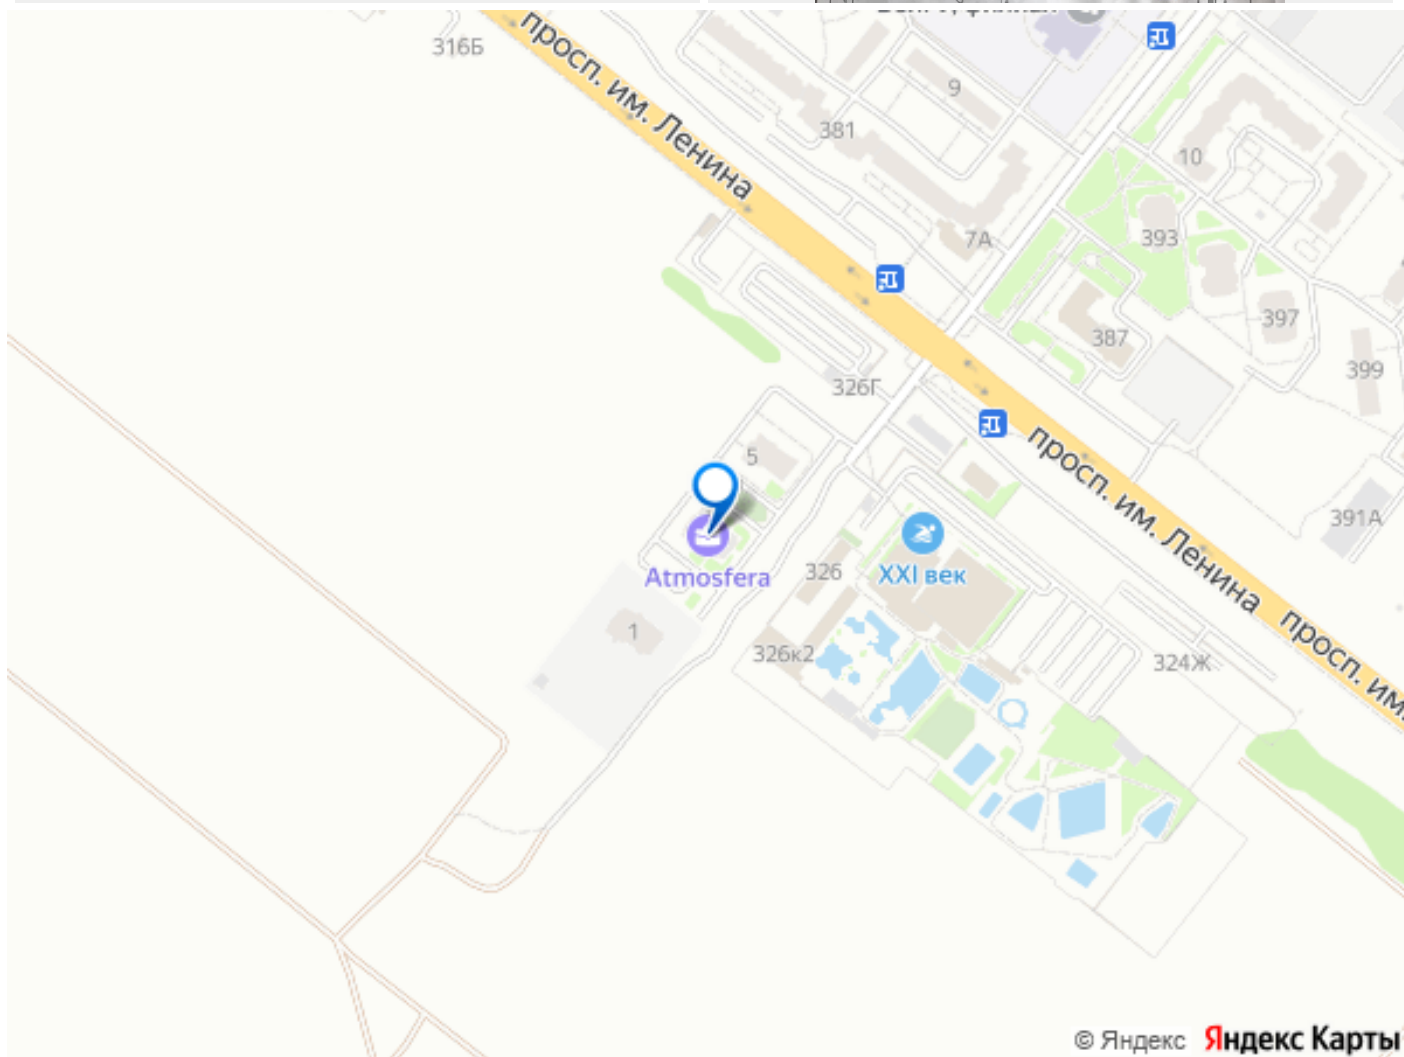 316Б
просп. им. Ленина
9
381
10
7А
393
387
397
399
326Г
5
просп. им. Ленина
391А
Atmosfera
326
XXI век
1
326к2
324Ж
просп. им.
© Яндекс Яндекс Карты